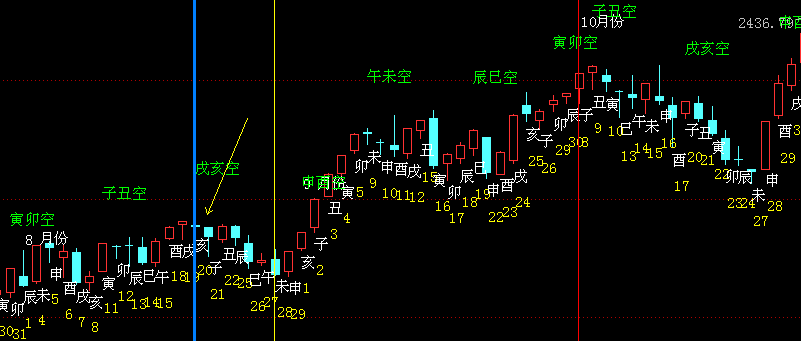 子丑空
10月份
2436.79
寅卯空
戌亥空
午未空
辰巳空
戌亥空
子丑空
寅卯空
8 月份
寅 卯 辰 未 申 酉 戌 亥 寅 卯 辰 巳 午 酉 戌 亥 子 丑 辰 巳 午 未 申 亥 子 丑 寅 未 申 亥 子 丑 寅 卯 辰 巳 申 酉 戌 亥 子 卯 辰 子 丑 寅 巳 午 未 申 酉 子 丑 寅 卯 辰 未 申 酉 戌
30 31 1 4 5 6 7 8 11 12 13 14 15 18 19 20 21 22 25 26 27 28 29 1 2 3 4 5 9 10 11 12 15 16 17 18 19 22 23 24 25 26 29 30 8 9 10 13 14 15 16 17 20 21 22 23 24 27 28 29